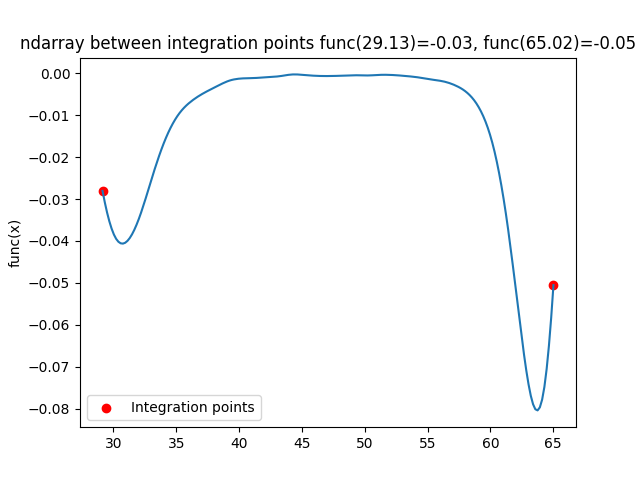 ndarray between integration points func(29.13)=-0.03, func(65.02)=-0.05
0.00
−0.01
−0.02
−0.03
−0.04
−0.05
−0.06
−0.07
−0.08
func(x)
Integration points
30 35 40 45 50 55 60 65